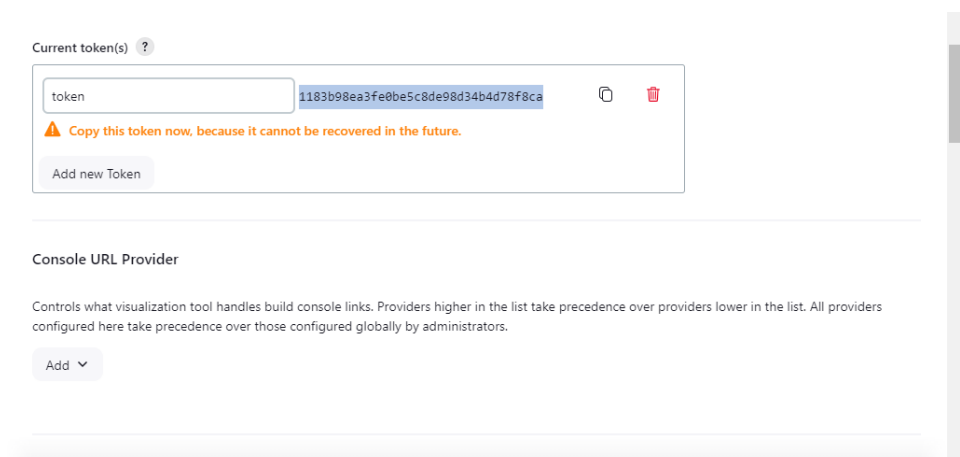 Current token(s) ?
token 1183b98ea3fe0be5c8de98d34b4d78f8ca
Copy this token now, because it cannot be recovered in the future.
Add new Token
Console URL Provider
Controls what visualization tool handles build console links. Providers higher in the list take precedence over providers lower in the list. All providers
configured here take precedence over those configured globally by administrators.
Add